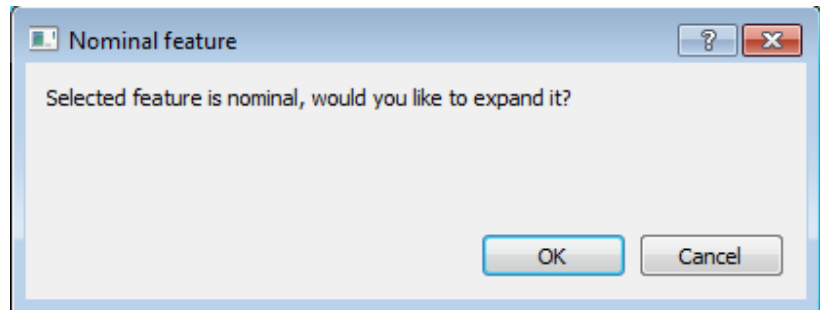 Nominal feature
?
Selected feature is nominal, would you like to expand it?
OK
Cancel